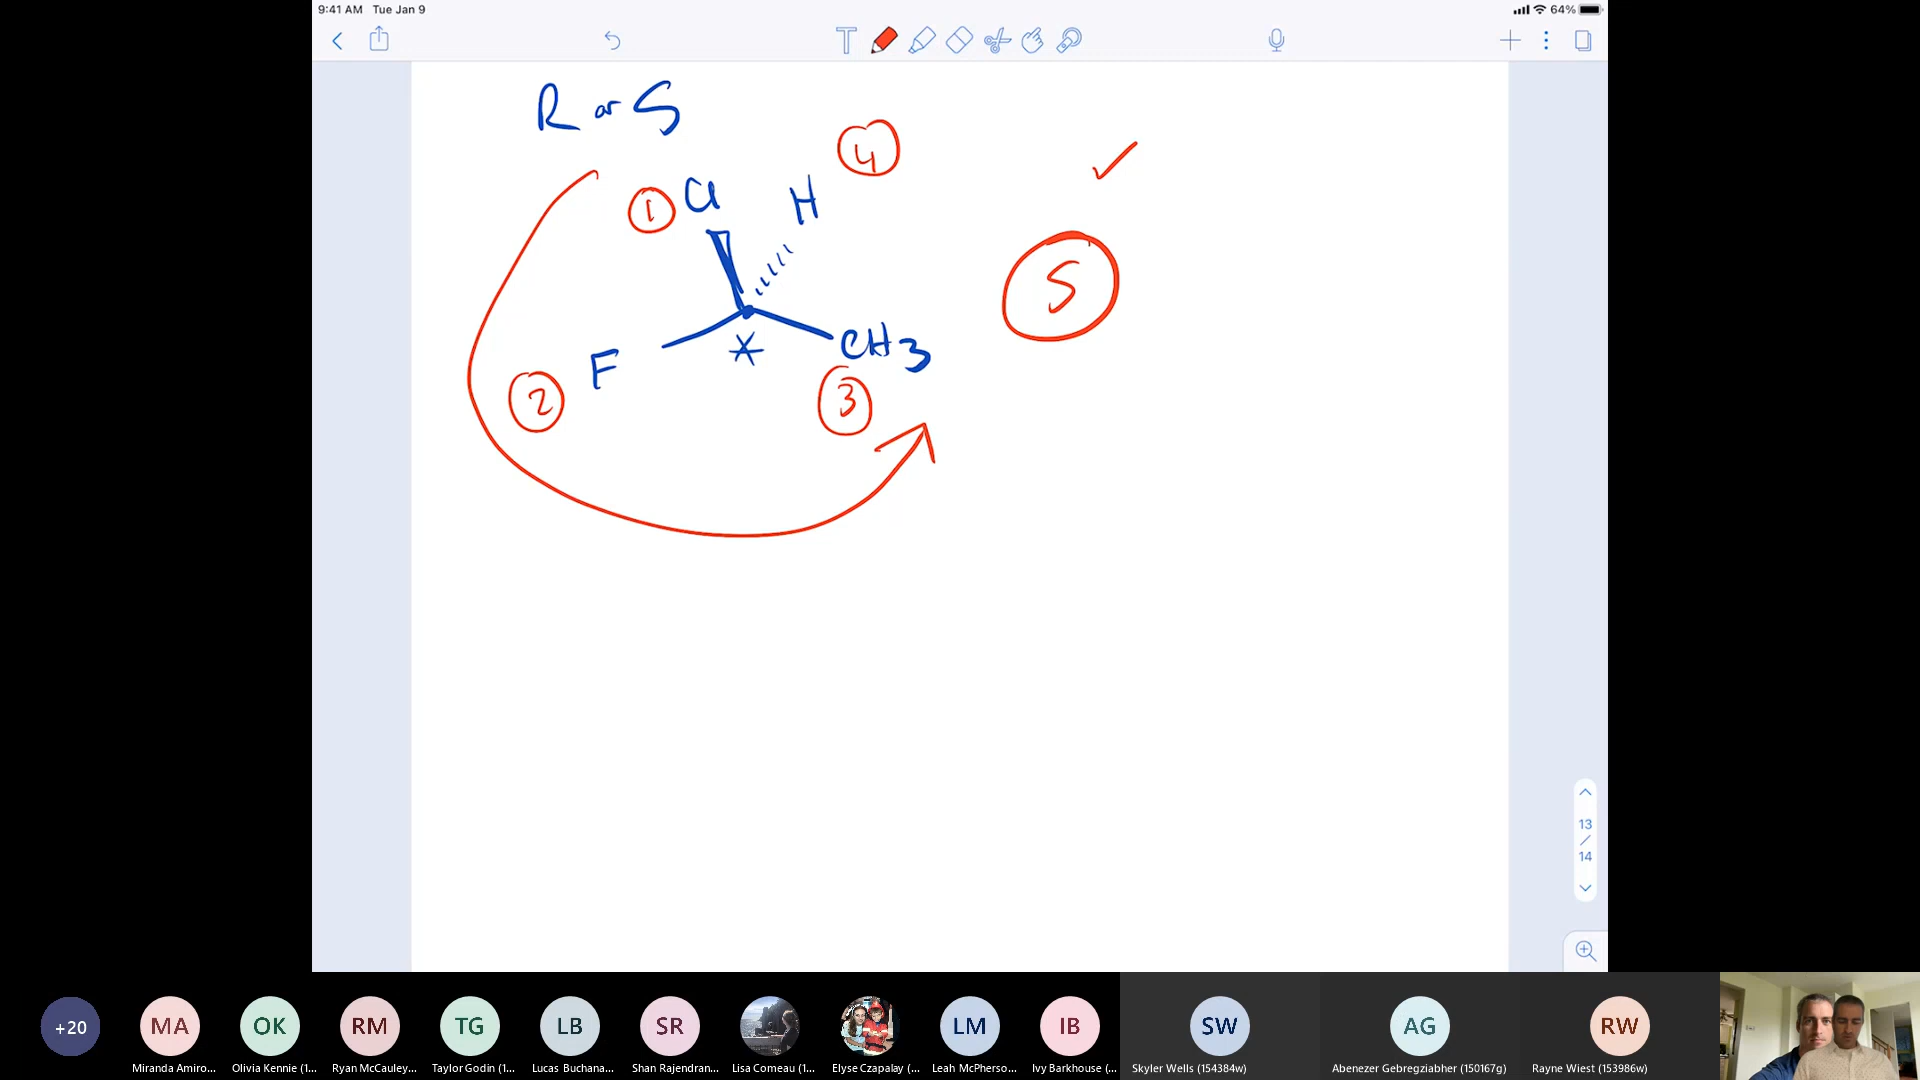 9:41 AM Tue Jan 9
64%
R or S
4
1 Cl H
S
F CH3
2 3
13
14
+20 MA OK RM TG LB SR LM IB SW AG RW
Miranda Amiro... Olivia Kennie (1... Ryan McCauley... Taylor Godin (1... Lucas Buchana... Shan Rajendran... Lisa Comeau (1... Elyse Czapalay (... Leah McPherso... Ivy Barkhouse (... Skyler Wells (154384w) Abenezer Gebregziabher (150167g) Rayne Wiest (153986w)